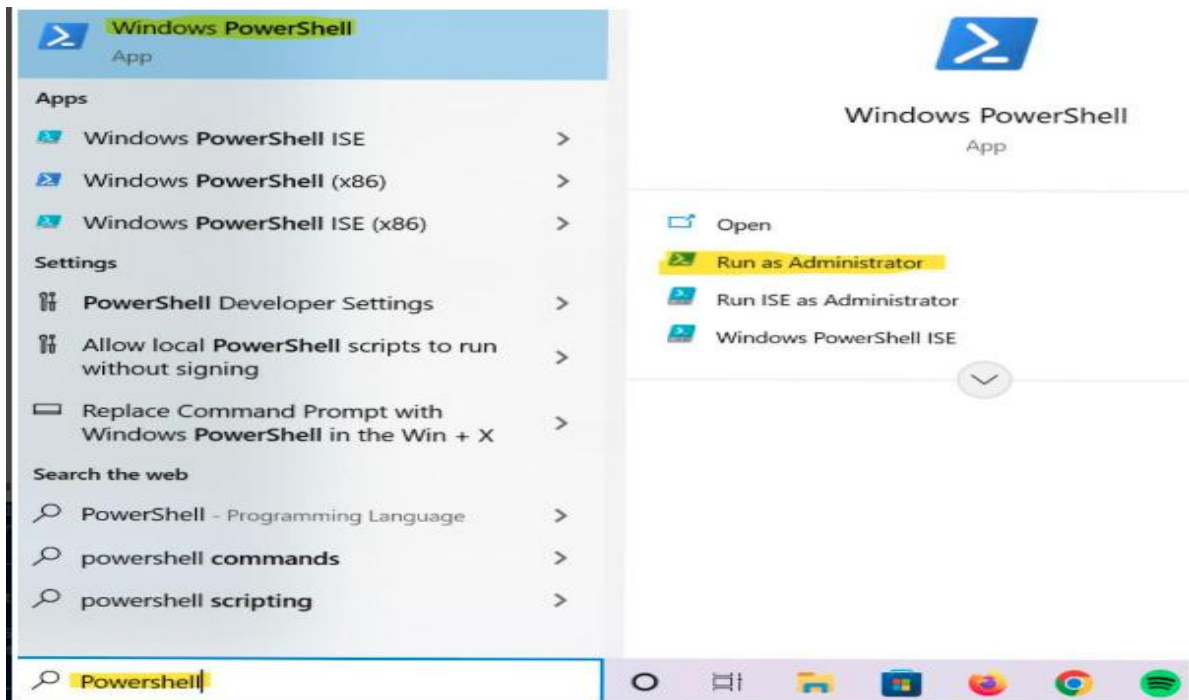 Windows PowerShell
App
Apps
Windows PowerShell ISE
Windows PowerShell (x86)
Windows PowerShell ISE (x86)
Settings
PowerShell Developer Settings
Allow local PowerShell scripts to run
without signing
Replace Command Prompt with
Windows PowerShell in the Win + X
Search the web
PowerShell - Programming Language
powershell commands
powershell scripting
Powershell
Windows PowerShell
App
Open
Run as Administrator
Run ISE as Administrator
Windows PowerShell ISE